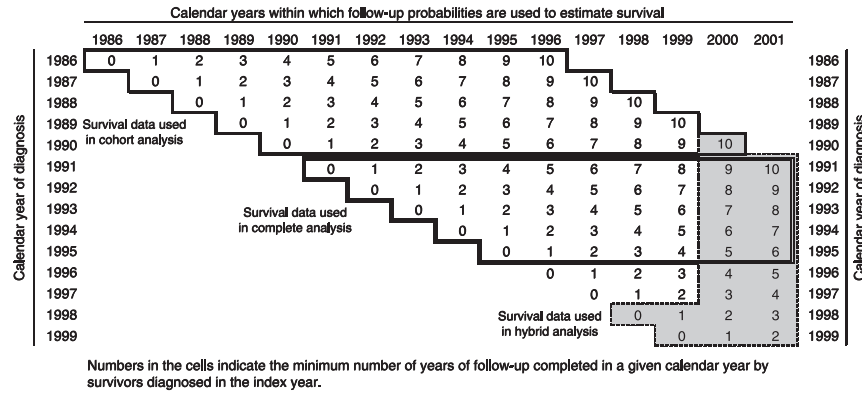 Calendar years within which follow-up probabilities are used to estimate survival
1986 1987 1988 1989 1990 1991 1992 1993 1994 1995 1996 1997 1998 1999 2000 2001
Calendar year of diagnosis
1986 0 1 2 3 4 5 6 7 8 9 10 1986
1987 0 1 2 3 4 5 6 7 8 9 10 1987
1988 0 1 2 3 4 5 6 7 8 9 10 1988
1989 Survival data used 0 1 2 3 4 5 6 7 8 9 10 1989
in cohort analysis
1990 0 1 2 3 4 5 6 7 8 9 10 1990
1991 0 1 2 3 4 5 6 7 8 9 10 1991
1992 0 1 2 3 4 5 6 7 8 9 1992
1993 Survival data used 0 1 2 3 4 5 6 7 8 1993
1994 in complete analysis 0 1 2 3 4 5 6 7 1994
1995 0 1 2 3 4 5 6 1995
1996 0 1 2 3 4 5 1996
1997 0 1 2 3 4 1997
1998 Survival data used 0 1 2 3 1998
1999 in hybrid analysis 0 1 2 1999
Calendar year of diagnosis
Numbers in the cells indicate the minimum number of years of follow-up completed in a given calendar year by
survivors diagnosed in the index year.